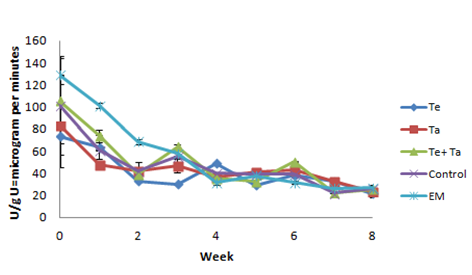 160
140
120
100
80
60
40
20
0
U/g U=microgram per minutes
0 2 4 6 8
Week
Te
Ta
Te+ Ta
Control
EM